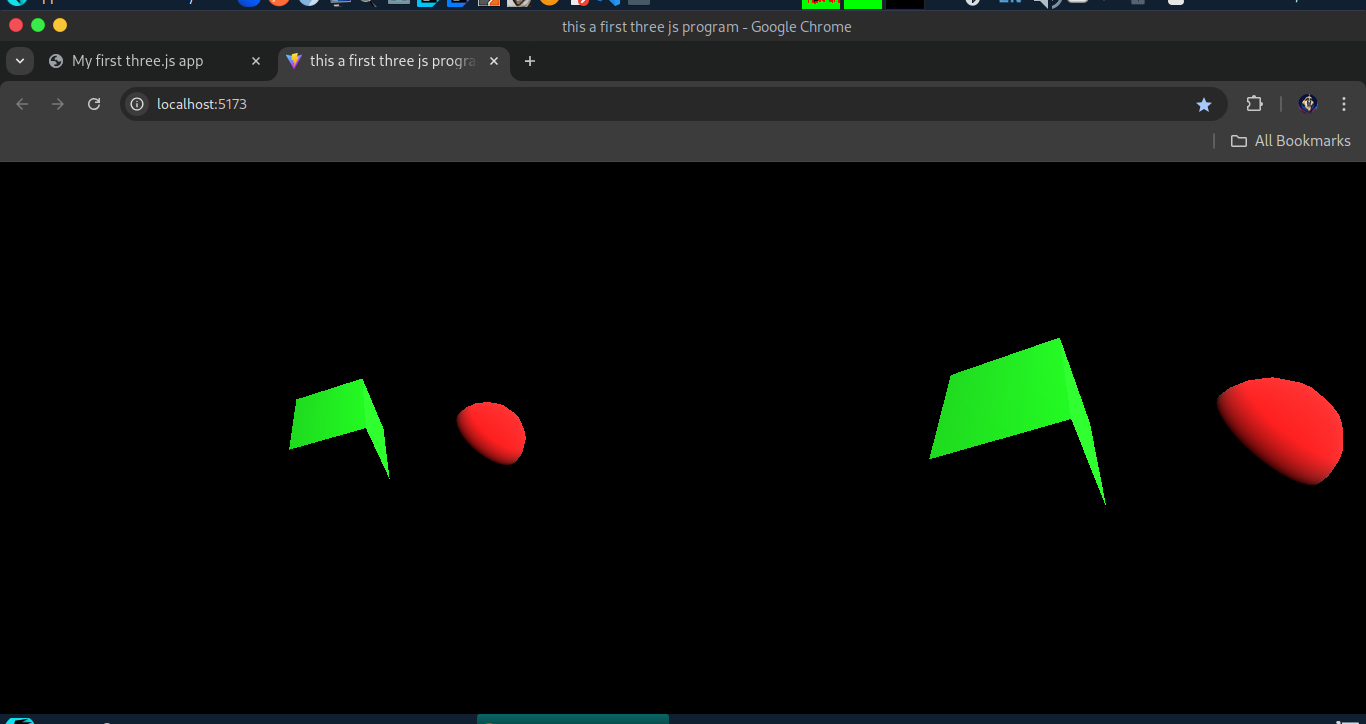 this a first three js program - Google Chrome
My first three.js app
this a first three js progra
localhost:5173
All Bookmarks